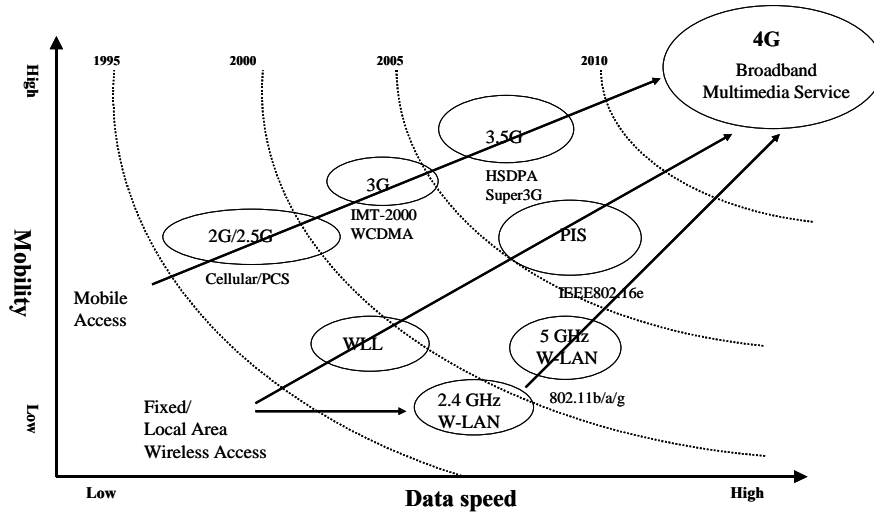 4G
Broadband
Multimedia Service
1995
2000
2005
2010
High
3.5G
HSDPA
Super3G
3G
IMT-2000
WCDMA
2G/2.5G
Cellular/PCS
PIS
IEEE802.16e
Mobility
Mobile
Access
WLL
5 GHz
W-LAN
802.11b/a/g
2.4 GHz
W-LAN
Fixed/
Local Area
Wireless Access
Low
Low
Data speed
High